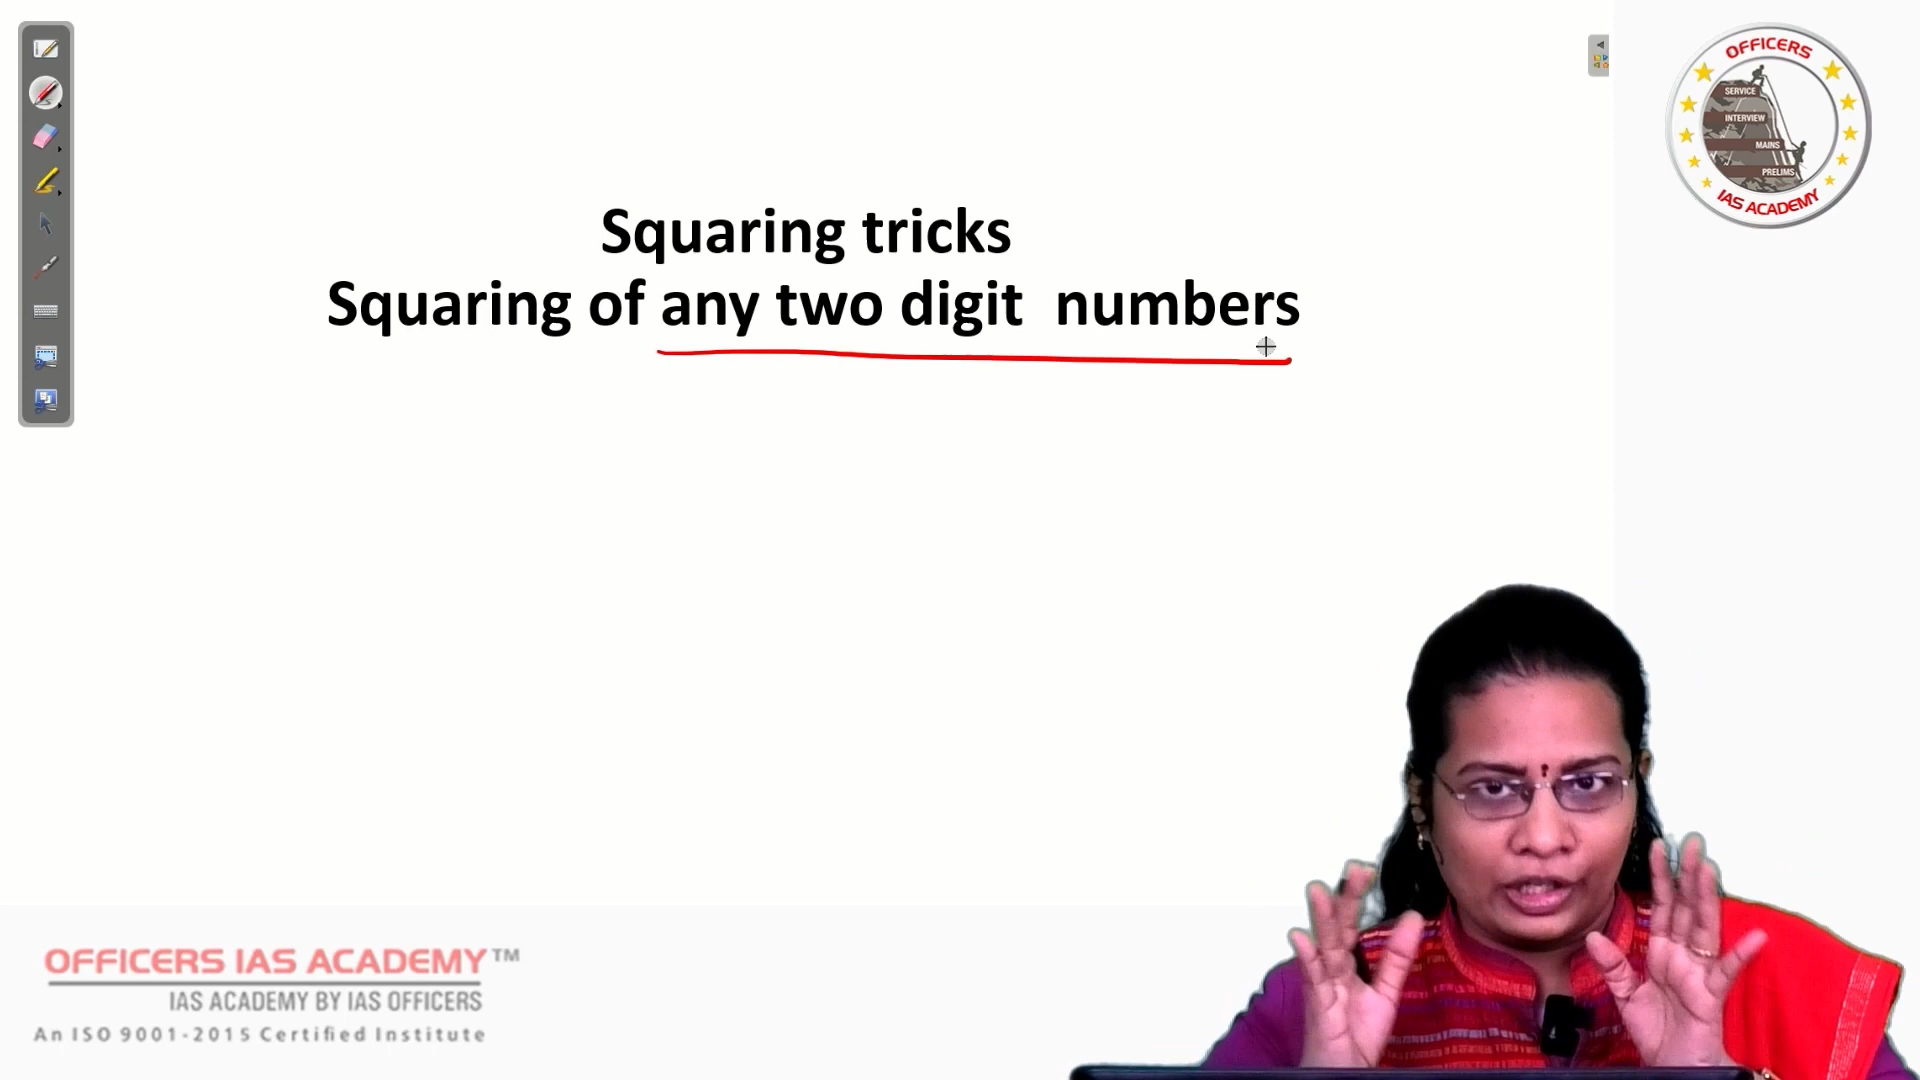 Squaring tricks
Squaring of any two digit numbers
OFFICERS
SERVICE
INTERVIEW
MAINS
PRELIMS
IAS ACADEMY
OFFICERS IAS ACADEMY™
IAS ACADEMY BY IAS OFFICERS
An ISO 9001-2015 Certified Institute